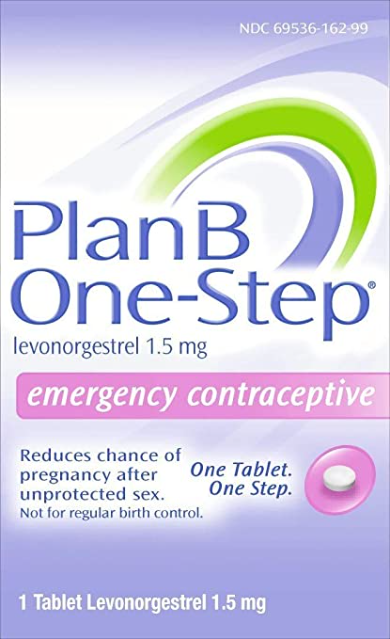 NDC 69536-162-99
Plan B
One-Step®
levonorgestrel 1.5 mg
emergency contraceptive
Reduces chance of
pregnancy after
unprotected sex.
Not for regular birth control.
One Tablet.
One Step.
1 Tablet Levonorgestrel 1.5 mg